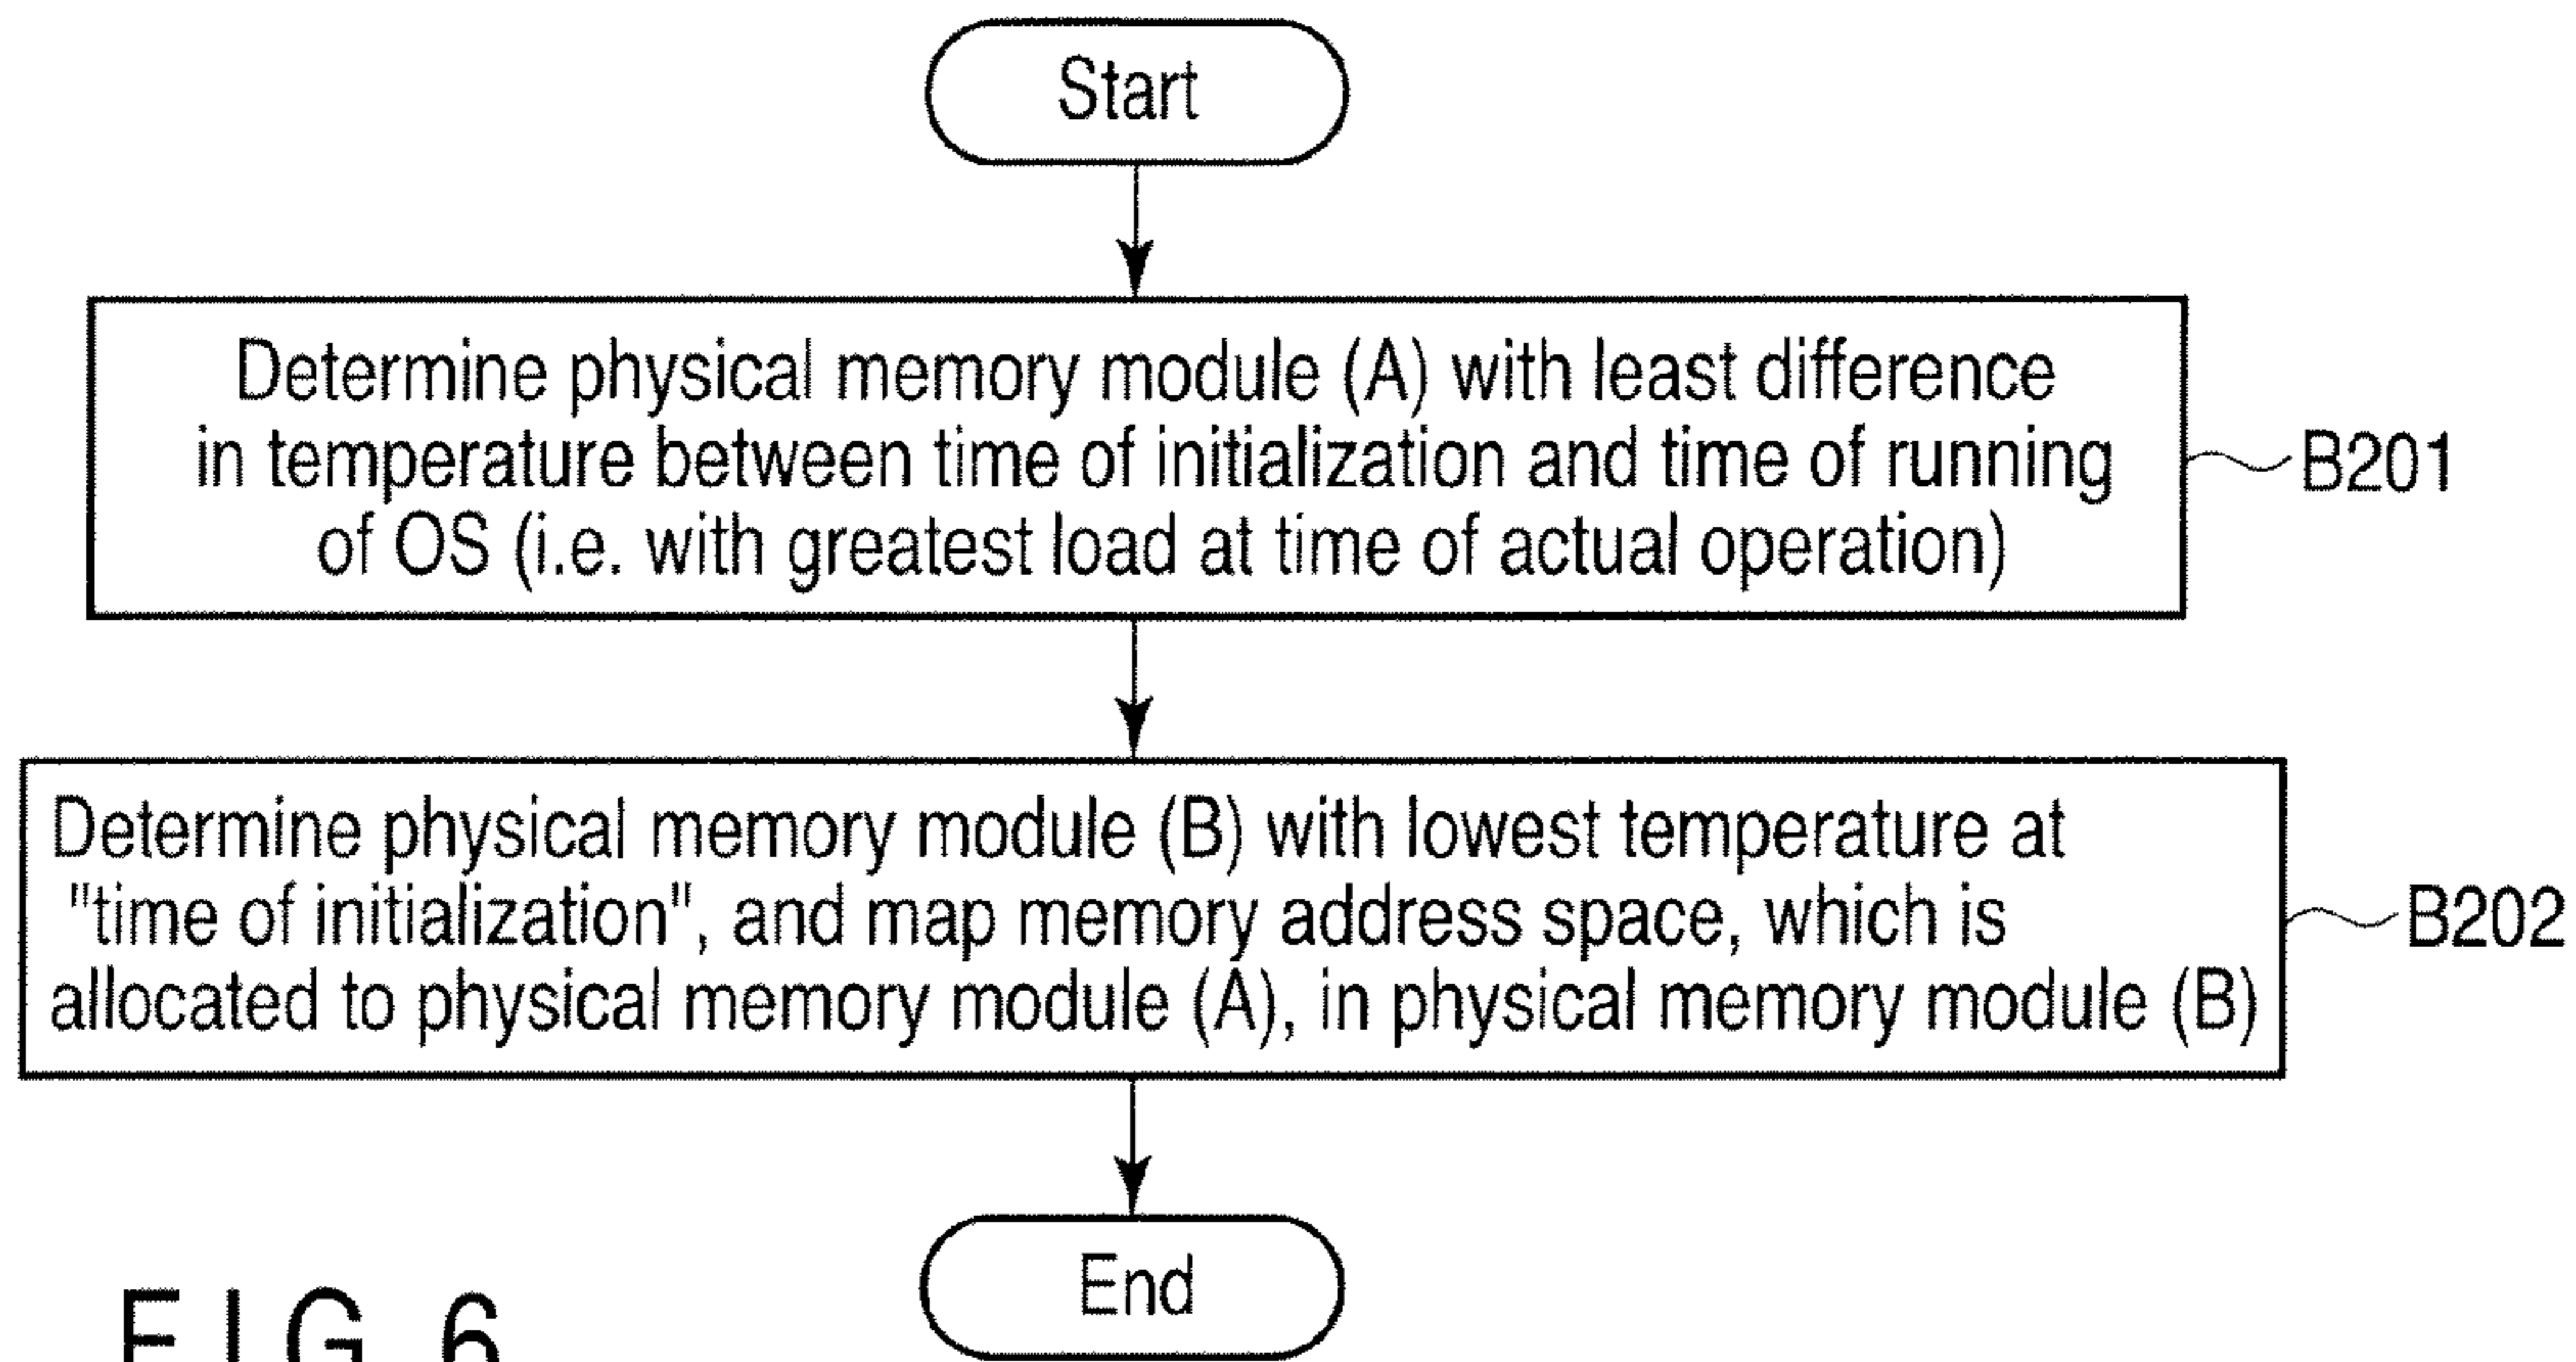 Start
Determine physical memory module (A) with least difference
in temperature between time of initialization and time of running
of OS (i.e. with greatest load at time of actual operation)
B201
Determine physical memory module (B) with lowest temperature at
"time of initialization", and map memory address space, which is
allocated to physical memory module (A), in physical memory module (B)
B202
End
FIG. 6